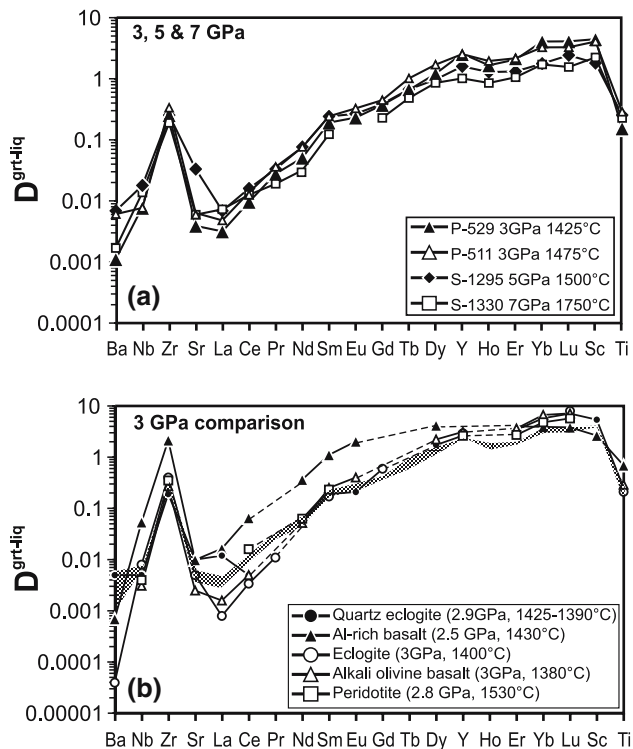 3, 5 & 7 GPa
10
1
0.1
0.01
0.001
0.0001
D^grt-liq
(a)
P-529 3GPa 1425°C
P-511 3GPa 1475°C
S-1295 5GPa 1500°C
S-1330 7GPa 1750°C
Ba Nb Zr Sr La Ce Pr Nd Sm Eu Gd Tb Dy Y Ho Er Yb Lu Sc Ti
3 GPa comparison
10
1
0.1
0.01
0.001
0.0001
0.00001
D^grt-liq
(b)
Quartz eclogite (2.9GPa, 1425-1390°C)
Al-rich basalt (2.5 GPa, 1430°C)
Eclogite (3GPa, 1400°C)
Alkali olivine basalt (3GPa, 1380°C)
Peridotite (2.8 GPa, 1530°C)
Ba Nb Zr Sr La Ce Pr Nd Sm Eu Gd Tb Dy Y Ho Er Yb Lu Sc Ti